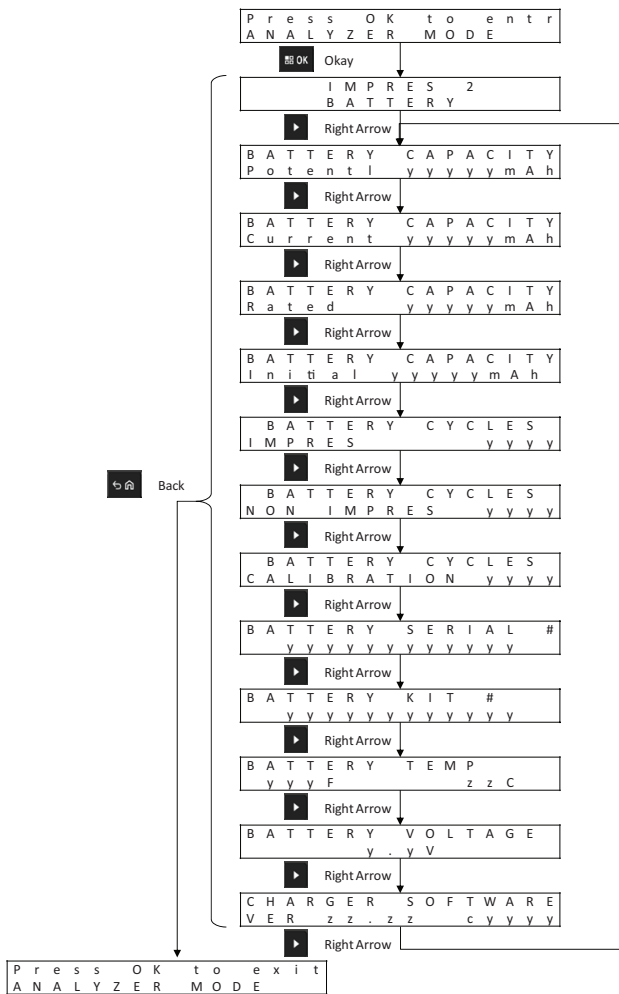 Press OK to entr
ANALYZER MODE
OK Okay
IMPRES 2
BATTERY
Right Arrow
BATTERY CAPACITY
Potentl yyyyymAh
Right Arrow
BATTERY CAPACITY
Current yyyyymAh
Right Arrow
BATTERY CAPACITY
Rated yyyyymAh
Right Arrow
BATTERY CAPACITY
Initial yyyyymAh
Right Arrow
BATTERY CYCLES
IMPRES yyyy
Right Arrow
Back
BATTERY CYCLES
NON IMPRES yyyy
Right Arrow
BATTERY CYCLES
CALIBRATION yyyy
Right Arrow
BATTERY SERIAL #
yyyyyyyyyyyy
Right Arrow
BATTERY KIT #
yyyyyyyyyyyy
Right Arrow
BATTERY TEMP
yyyF zzC
Right Arrow
BATTERY VOLTAGE
y.yV
Right Arrow
CHARGER SOFTWARE
VER zz.zz cyyyy
Right Arrow
Press OK to exit
ANALYZER MODE